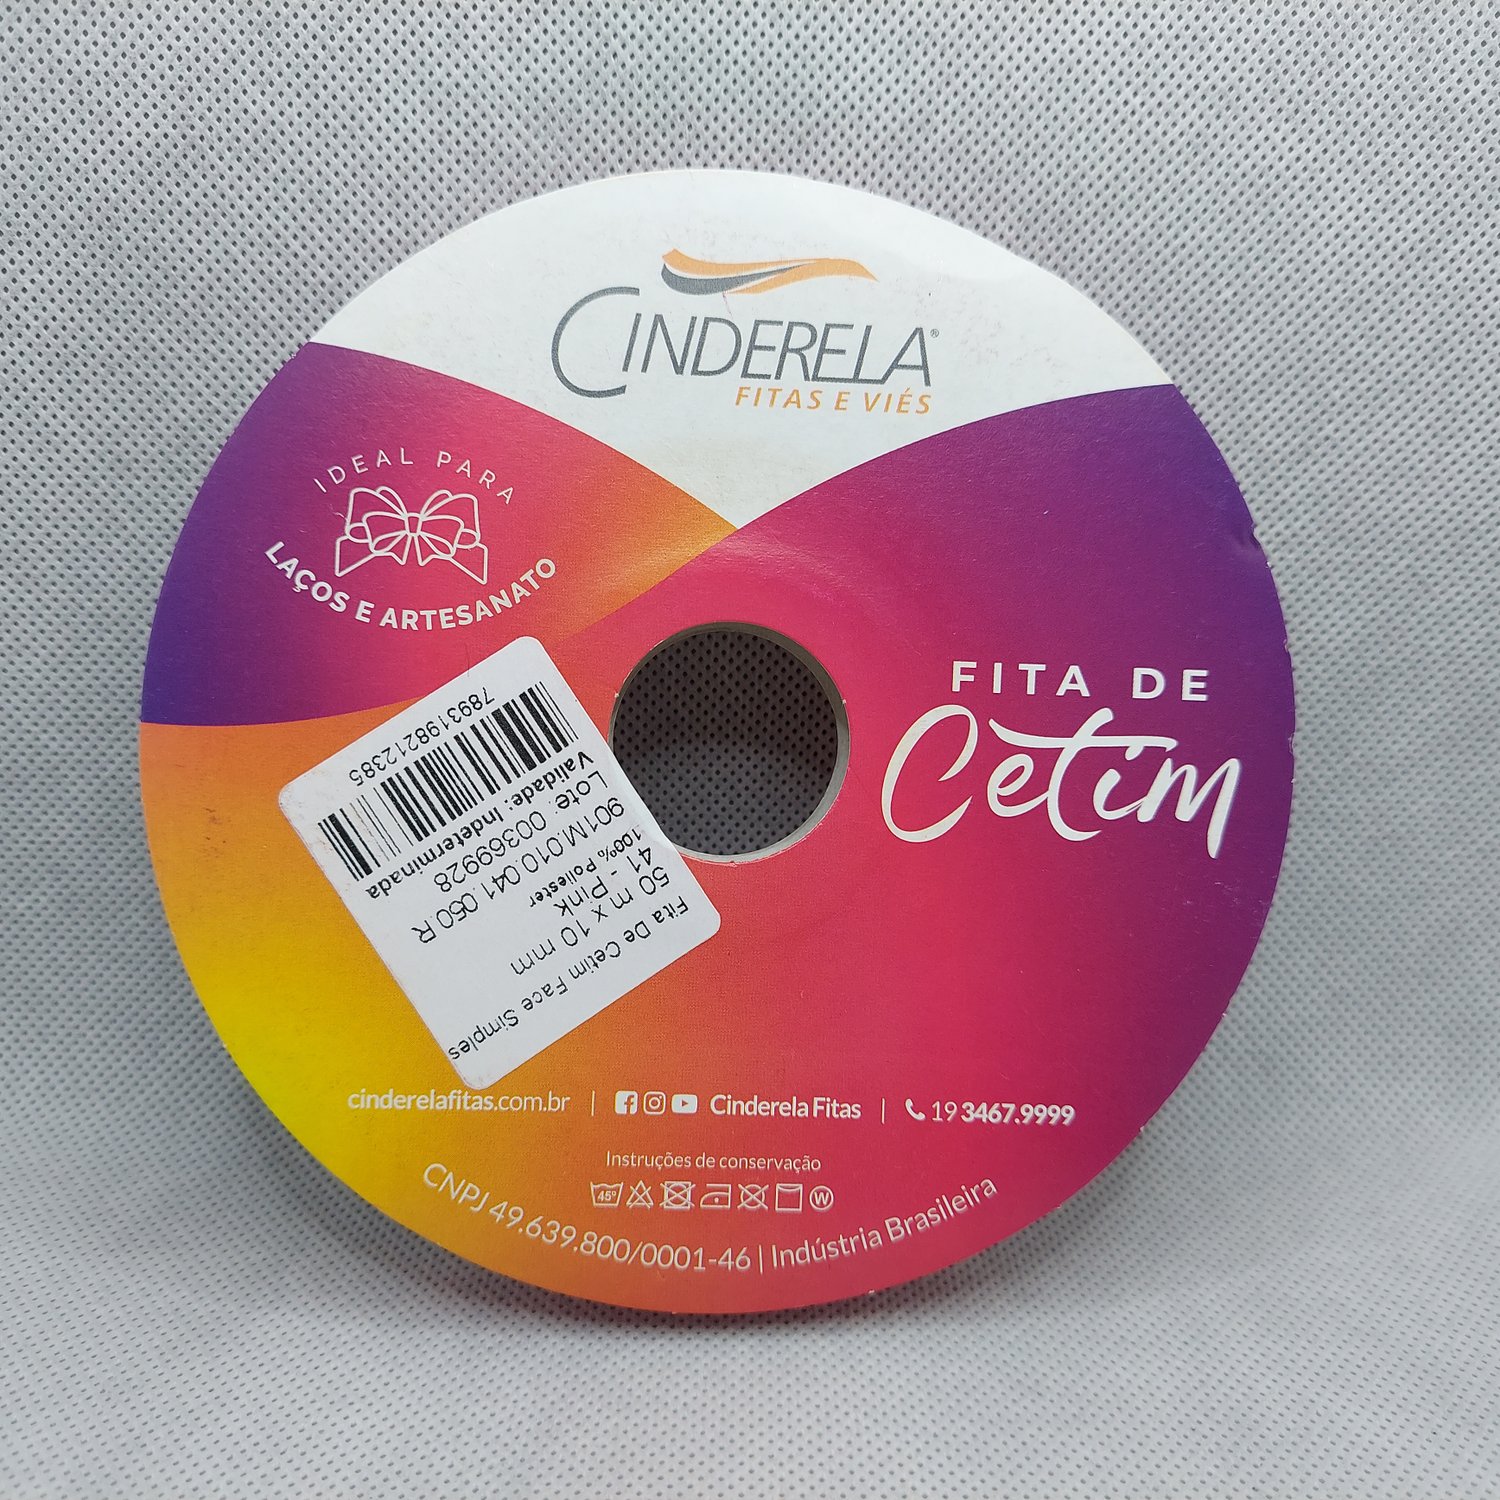 CINDERELA®
FITAS E VIÉS
IDEAL PARA
LAÇOS E ARTESANATO
FITA DE
Cetim
Fita De Cetim Face Simples
50 m x 10 mm
41 - Pink
100% Poliester
901M.010.041.050.R
Lote: 00369928
Validade: Indeterminada
7893198212385
cinderelafitas.com.br | Cinderela Fitas | 19 3467.9999
Instruções de conservação
45° W
CNPJ 49.639.800/0001-46 | Indústria Brasileira